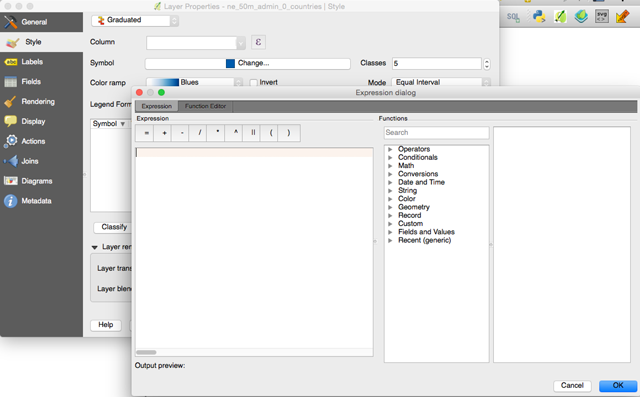 Layer Properties - ne_50m_admin_0_countries | Style
General
Style
Labels
Fields
Rendering
Display
Actions
Joins
Diagrams
Metadata
Graduated
Column
ε
Symbol
Change...
Classes
5
Color ramp
Blues
Invert
Mode
Equal Interval
Legend Form
Symbol
Classify
Layer ren
Layer trans
Layer blen
Help
SQL
svg
Expression dialog
Expression
Function Editor
Expression
= + - / * ^ || ( )
Output preview:
Functions
Search
Operators
Conditionals
Math
Conversions
Date and Time
String
Color
Geometry
Record
Custom
Fields and Values
Recent (generic)
Cancel
OK